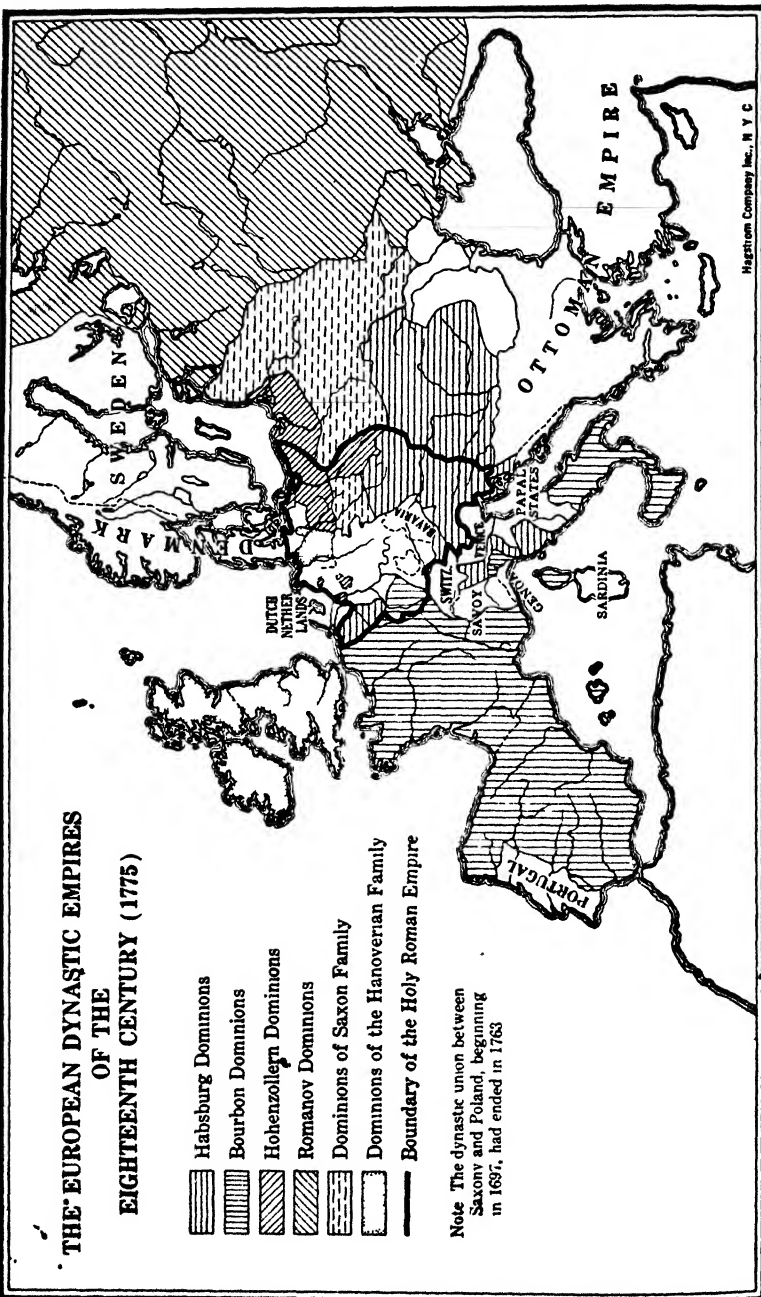 THE EUROPEAN DYNASTIC EMPIRES
OF THE
EIGHTEENTH CENTURY (1775)
Habsburg Dominions
Bourbon Dominions
Hohenzollern Dominions
Romanov Dominions
Dominions of Saxon Family
Dominions of the Hanoverian Family
Boundary of the Holy Roman Empire
Note The dynastic union between
Saxony and Poland, beginning
in 1697, had ended in 1763
SWEDEN
DENMARK
DUTCH
NETHER
LANDS
BAVARIA
SWITZ
VENICE
SAVOY
GENOA
PAPAL
STATES
SARDINIA
PORTUGAL
OTTOMAN
EMPIRE
Hagstrom Company Inc., N Y C